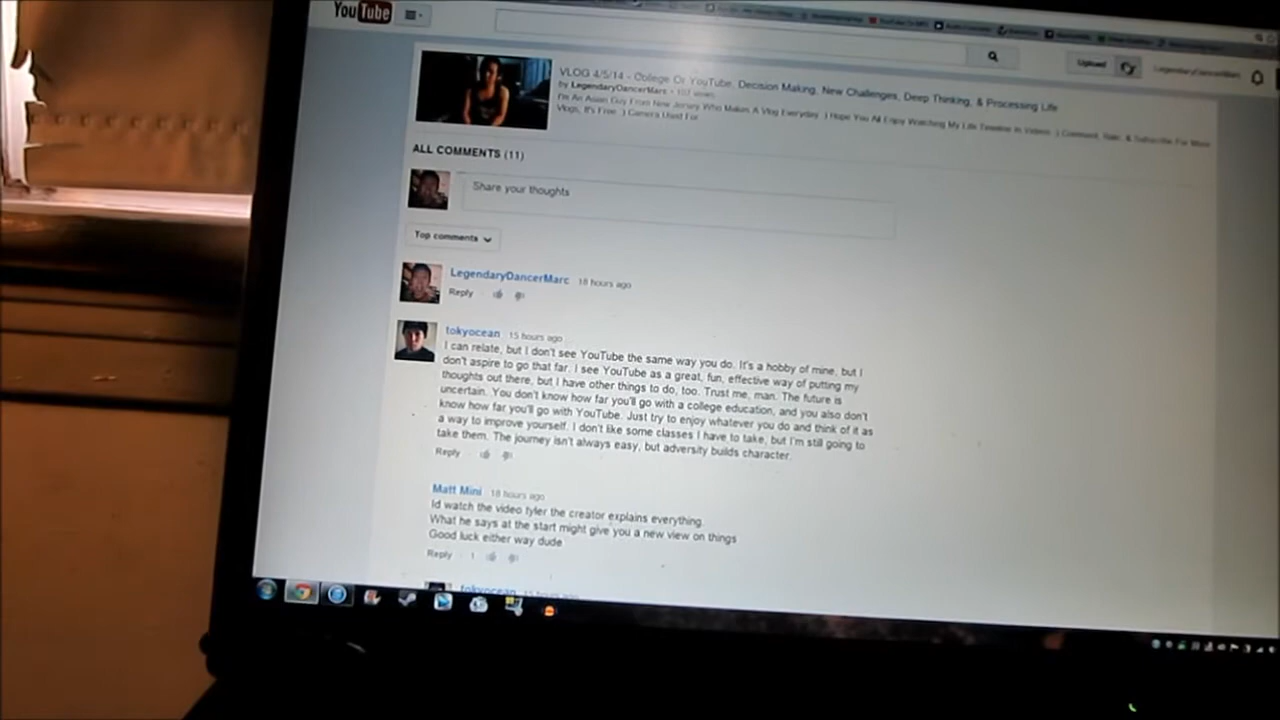 YouTube
Upload
VLOG 4/5/14 - College Or YouTube, Decision Making, New Challenges, Deep Thinking, & Processing Life
by LegendaryDancerMarc
I'm An Asian Guy From New Jersey Who Makes A Vlog Everyday :) Hope You All Enjoy Watching My Life Timeline In Videos :) Comment, Rate, & Subscribe For More
Vlogs, It's Free :) Camera Used For
ALL COMMENTS (11)
Share your thoughts
Top comments
LegendaryDancerMarc 18 hours ago
Reply
tokyocean 15 hours ago
I can relate, but I don't see YouTube the same way you do. It's a hobby of mine, but I
don't aspire to go that far. I see YouTube as a great, fun, effective way of putting my
thoughts out there, but I have other things to do, too. Trust me, man. The future is
uncertain. You don't know how far you'll go with a college education, and you also don't
know how far you'll go with YouTube. Just try to enjoy whatever you do and think of it as
a way to improve yourself. I don't like some classes I have to take, but I'm still going to
take them. The journey isn't always easy, but adversity builds character.
Reply
Matt Mini 18 hours ago
Id watch the video tyler the creator explains everything.
What he says at the start might give you a new view on things
Good luck either way dude
Reply 1
tokyocean 15 hours ago